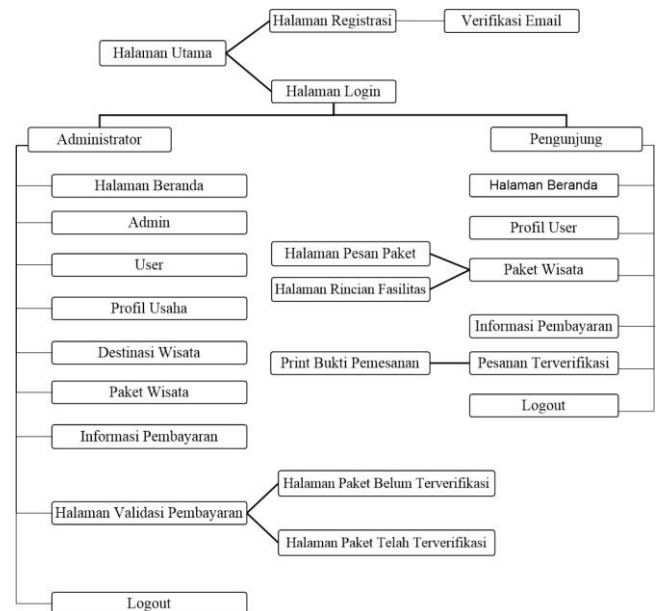 Halaman Registrasi
Verifikasi Email
Halaman Utama
Halaman Login
Administrator
Pengunjung
Halaman Beranda
Admin
User
Profil Usaha
Destinasi Wisata
Paket Wisata
Informasi Pembayaran
Halaman Validasi Pembayaran
Halaman Paket Belum Terverifikasi
Halaman Paket Telah Terverifikasi
Logout
Halaman Beranda
Profil User
Halaman Pesan Paket
Halaman Rincian Fasilitas
Paket Wisata
Informasi Pembayaran
Print Bukti Pemesanan
Pesanan Terverifikasi
Logout